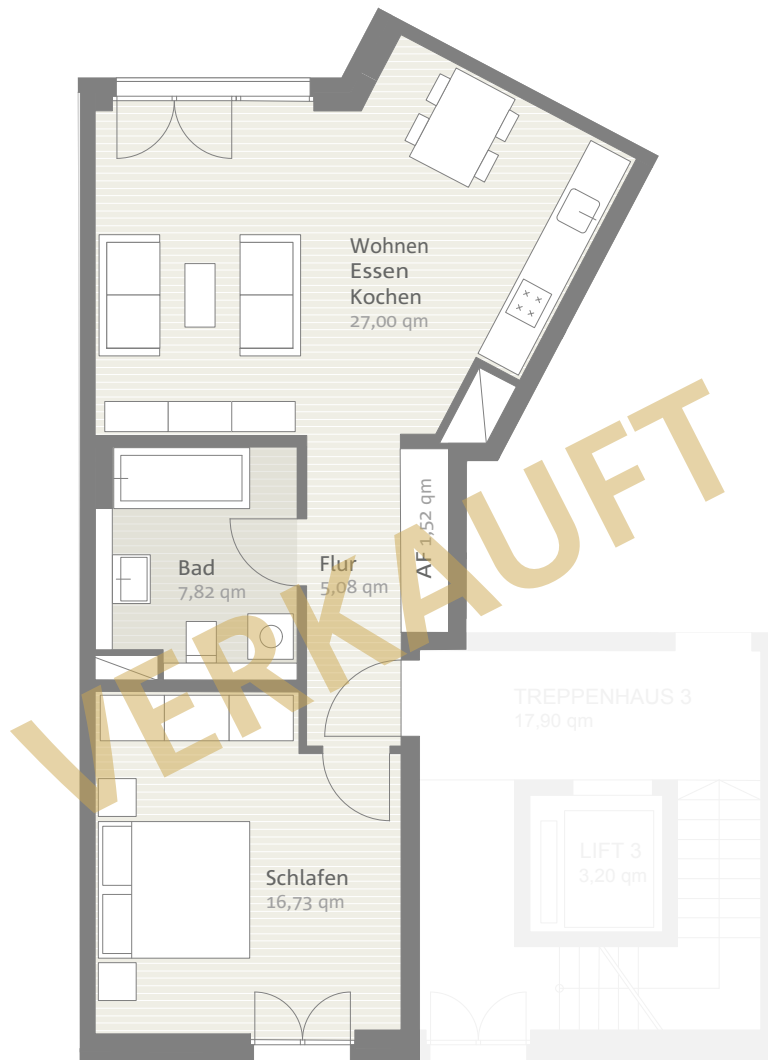 Wohnen
Essen
Kochen
27,00 qm
AF 1,52 qm
Bad
7,82 qm
Flur
5,08 qm
VERKAUFT
TREPPENHAUS 3
17,90 qm
LIFT 3
3,20 qm
Schlafen
16,73 qm